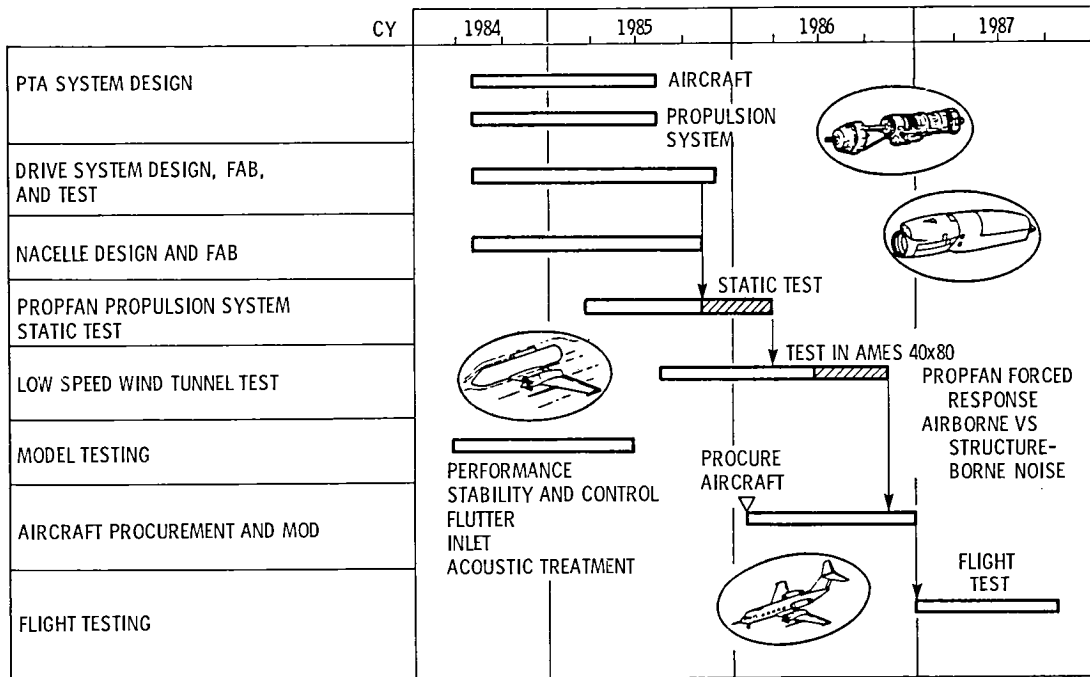 CY 1984 1985 1986 1987
PTA SYSTEM DESIGN
AIRCRAFT
PROPULSION
SYSTEM
DRIVE SYSTEM DESIGN, FAB,
AND TEST
NACELLE DESIGN AND FAB
PROPFAN PROPULSION SYSTEM
STATIC TEST
STATIC TEST
LOW SPEED WIND TUNNEL TEST
TEST IN AMES 40x80
PROPFAN FORCED
RESPONSE
AIRBORNE VS
STRUCTURE-
BORNE NOISE
MODEL TESTING
PERFORMANCE
STABILITY AND CONTROL
FLUTTER
INLET
ACOUSTIC TREATMENT
AIRCRAFT PROCUREMENT AND MOD
PROCURE
AIRCRAFT
FLIGHT TESTING
FLIGHT
TEST